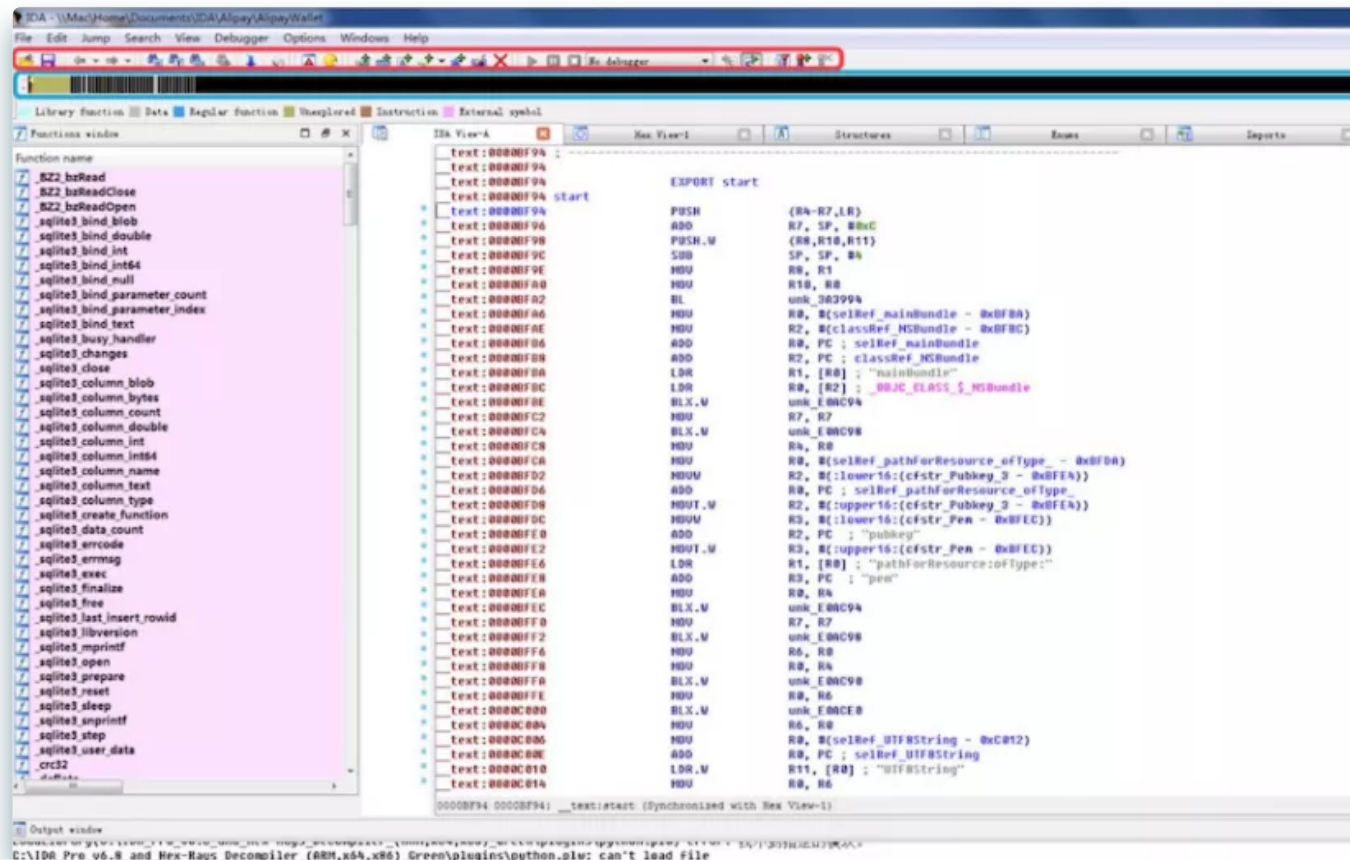 IDA - \\Mac\Home\Documents\IDA\Alipay\AlipayWallet
File Edit Jump Search View Debugger Options Windows Help
No debugger
Library function Data Regular function Unexplored Instruction External symbol
Functions window
IDA View-A
Hex View-1
Structures
Enums
Imports
Function name
_BZ2_bzRead
_BZ2_bzReadClose
_BZ2_bzReadOpen
_sqlite3_bind_blob
_sqlite3_bind_double
_sqlite3_bind_int
_sqlite3_bind_int64
_sqlite3_bind_null
_sqlite3_bind_parameter_count
_sqlite3_bind_parameter_index
_sqlite3_bind_text
_sqlite3_busy_handler
_sqlite3_changes
_sqlite3_close
_sqlite3_column_blob
_sqlite3_column_bytes
_sqlite3_column_count
_sqlite3_column_double
_sqlite3_column_int
_sqlite3_column_int64
_sqlite3_column_name
_sqlite3_column_text
_sqlite3_column_type
_sqlite3_create_function
_sqlite3_data_count
_sqlite3_errcode
_sqlite3_errmsg
_sqlite3_exec
_sqlite3_finalize
_sqlite3_free
_sqlite3_last_insert_rowid
_sqlite3_libversion
_sqlite3_mprintf
_sqlite3_open
_sqlite3_prepare
_sqlite3_reset
_sqlite3_sleep
_sqlite3_snprintf
_sqlite3_step
_sqlite3_user_data
_crc32
__text:0000BF94 ; ---------------------------------------------------------------------------
__text:0000BF94
__text:0000BF94 EXPORT start
__text:0000BF94 start
__text:0000BF94 PUSH {R4-R7,LR}
__text:0000BF96 ADD R7, SP, #0xC
__text:0000BF98 PUSH.W {R8,R10,R11}
__text:0000BF9C SUB SP, SP, #4
__text:0000BF9E MOV R8, R1
__text:0000BFA0 MOV R10, R0
__text:0000BFA2 BL unk_3A3994
__text:0000BFA6 MOV R0, #(selRef_mainBundle - 0xBFBA)
__text:0000BFAE MOV R2, #(classRef_NSBundle - 0xBFBC)
__text:0000BFB6 ADD R0, PC ; selRef_mainBundle
__text:0000BFB8 ADD R2, PC ; classRef_NSBundle
__text:0000BFBA LDR R1, [R0] ; "mainBundle"
__text:0000BFBC LDR R0, [R2] ; _OBJC_CLASS_$_NSBundle
__text:0000BFBE BLX.W unk_E0AC94
__text:0000BFC2 MOV R7, R7
__text:0000BFC4 BLX.W unk_E0AC98
__text:0000BFC8 MOV R4, R0
__text:0000BFCA MOV R0, #(selRef_pathForResource_ofType_ - 0xBFDA)
__text:0000BFD2 MOVW R2, #(:lower16:(cfstr_Pubkey_3 - 0xBFE4))
__text:0000BFD6 ADD R0, PC ; selRef_pathForResource_ofType_
__text:0000BFD8 MOVT.W R2, #(:upper16:(cfstr_Pubkey_3 - 0xBFE4))
__text:0000BFDC MOVW R3, #(:lower16:(cfstr_Pem - 0xBFEC))
__text:0000BFE0 ADD R2, PC ; "pubkey"
__text:0000BFE2 MOVT.W R3, #(:upper16:(cfstr_Pem - 0xBFEC))
__text:0000BFE6 LDR R1, [R0] ; "pathForResource:ofType:"
__text:0000BFE8 ADD R3, PC ; "pem"
__text:0000BFEA MOV R0, R4
__text:0000BFEC BLX.W unk_E0AC94
__text:0000BFF0 MOV R7, R7
__text:0000BFF2 BLX.W unk_E0AC98
__text:0000BFF6 MOV R6, R0
__text:0000BFF8 MOV R0, R4
__text:0000BFFA BLX.W unk_E0AC90
__text:0000BFFE MOV R0, R6
__text:0000C000 BLX.W unk_E0ACE0
__text:0000C004 MOV R6, R0
__text:0000C006 MOV R0, #(selRef_UTF8String - 0xC012)
__text:0000C00E ADD R0, PC ; selRef_UTF8String
__text:0000C010 LDR.W R11, [R0] ; "UTF8String"
__text:0000C014 MOV R0, R6
0000BF94 0000BF94: __text:start (Synchronized with Hex View-1)
Output window
C:\IDA Pro v6.8 and Hex-Rays Decompiler (ARM,x64,x86) Green\plugins\python.plw: can't load file